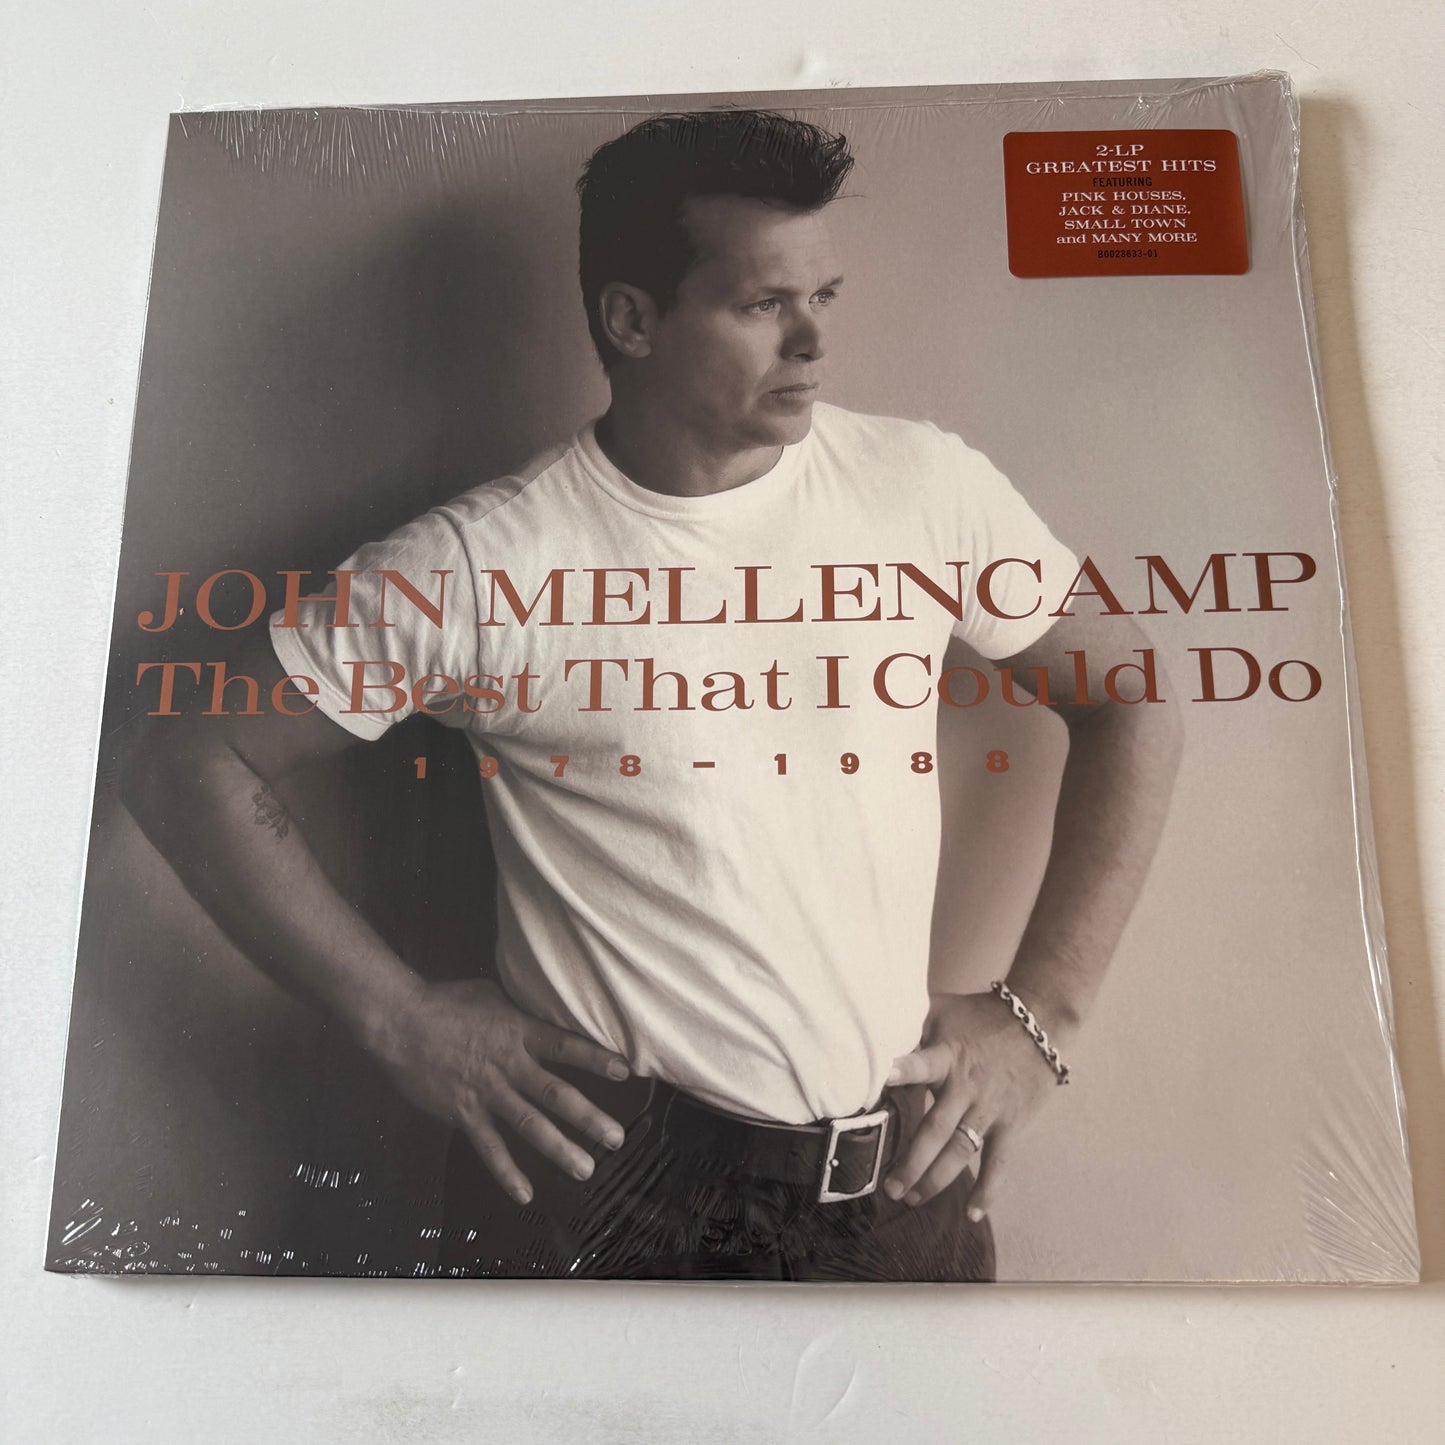 2-LP
GREATEST HITS
FEATURING
PINK HOUSES,
JACK & DIANE,
SMALL TOWN
and MANY MORE
B0028633-01
JOHN MELLENCAMP
The Best That I Could Do
1978-1988